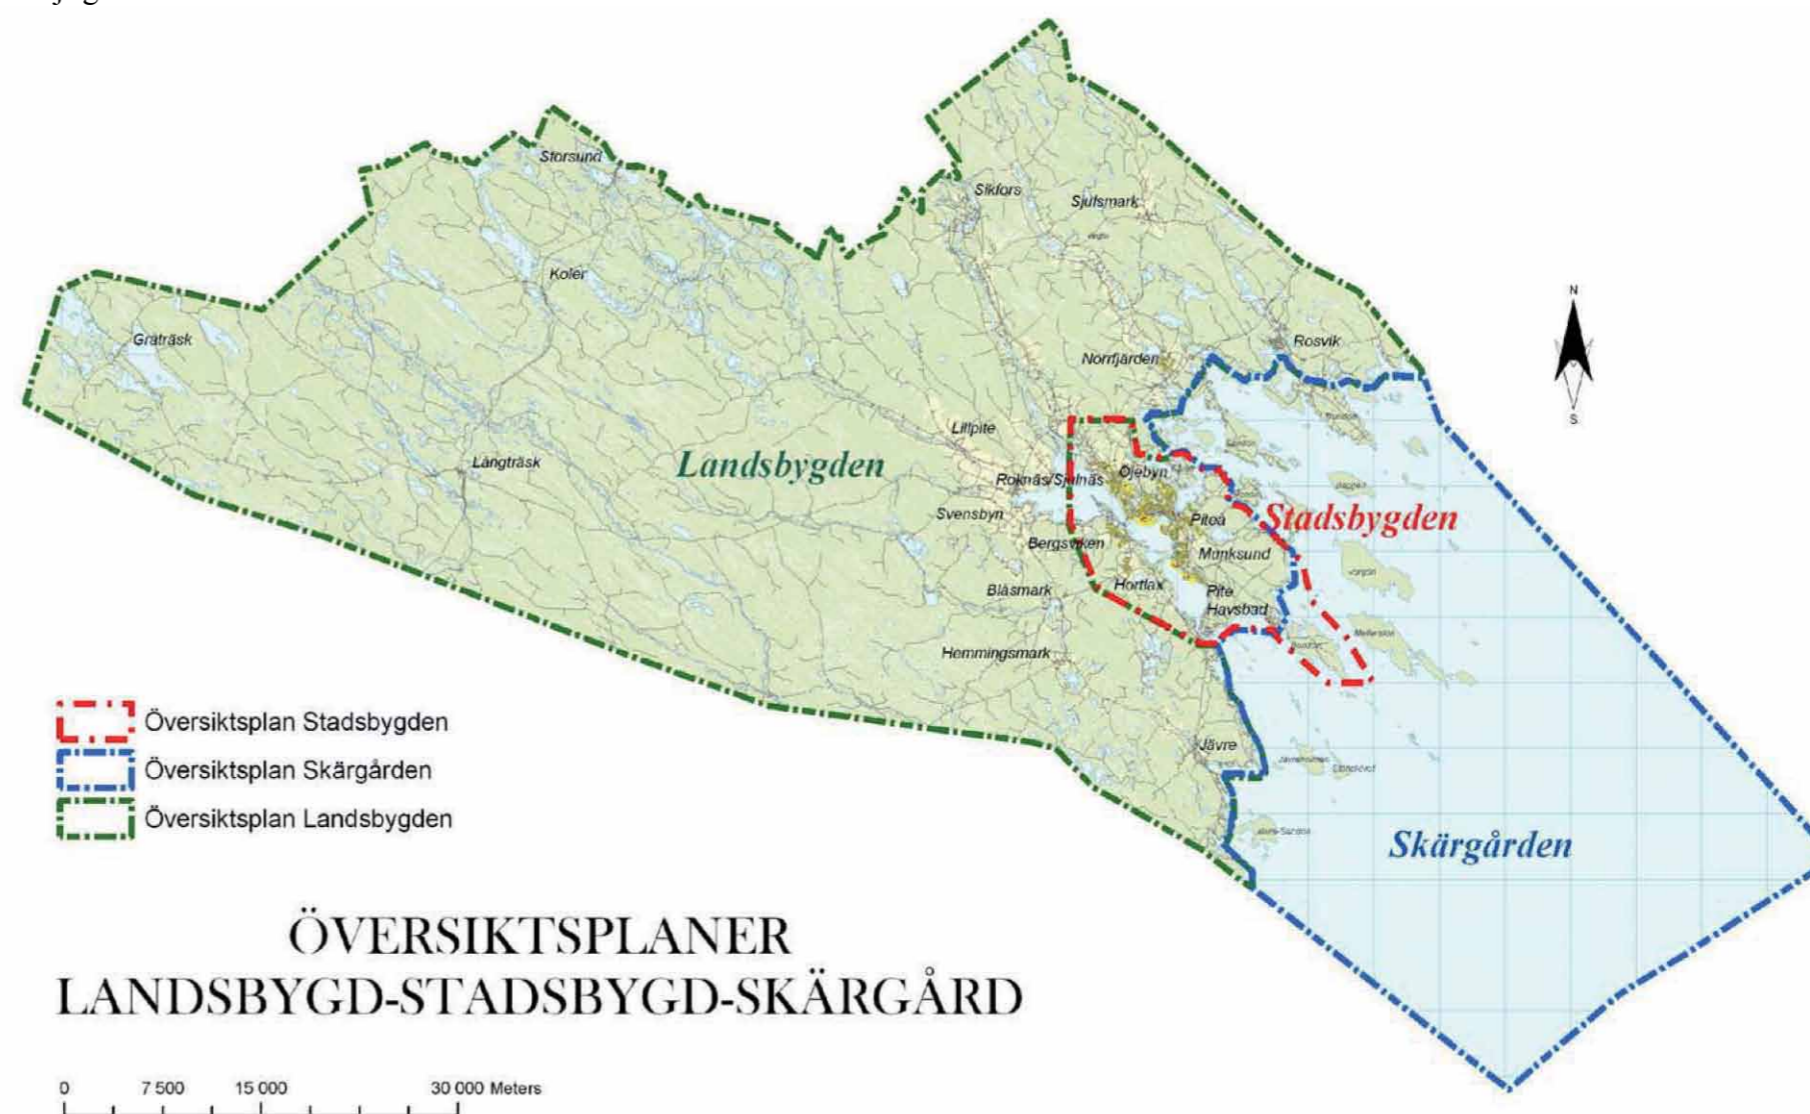 Storsund
Sikfors
Sjulsmark
Koler
N
Gråträsk
Rosvik
Norrfjärden
S
Lillpite
Långträsk
Landsbygden
Öjebyn
Roknäs/Sjulnäs
Svensbyn
Piteå
Stadsbygden
Bergsviken
Munksund
Hortlax
Blåsmark
Pite
Havsbad
Hemmingsmark
Jävre
Översiktsplan Stadsbygden
Översiktsplan Skärgården
Översiktsplan Landsbygden
Skärgården
ÖVERSIKTSPLANER
LANDSBYGD-STADSBYGD-SKÄRGÅRD
0 7 500 15 000 30 000 Meters